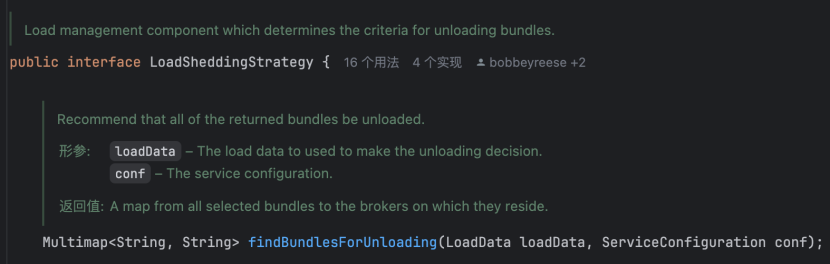 Load management component which determines the criteria for unloading bundles.
public interface LoadSheddingStrategy { 16 个用法 4 个实现 bobbeyreese +2
Recommend that all of the returned bundles be unloaded.
形参: loadData – The load data to used to make the unloading decision.
conf – The service configuration.
返回值: A map from all selected bundles to the brokers on which they reside.
Multimap<String, String> findBundlesForUnloading(LoadData loadData, ServiceConfiguration conf);